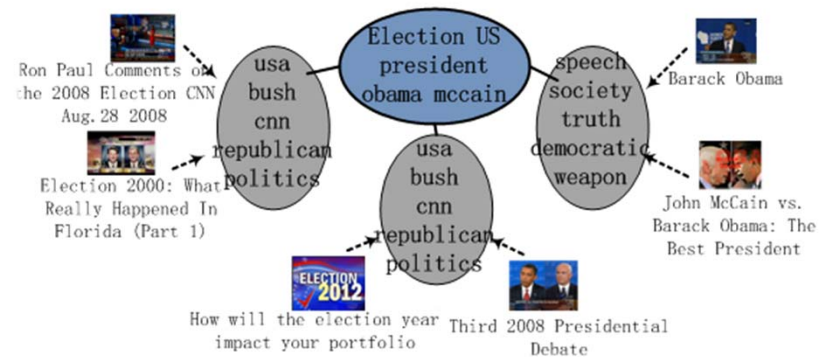 Election US
president
obama mccain
usa
bush
cnn
republican
politics
speech
society
truth
democratic
weapon
usa
bush
cnn
republican
politics
Ron Paul Comments on
the 2008 Election CNN
Aug.28 2008
Election 2000: What
Really Happened In
Florida (Part 1)
Barack Obama
John McCain vs.
Barack Obama: The
Best President
ELECTION
2012
How will the election year
impact your portfolio
Third 2008 Presidential
Debate